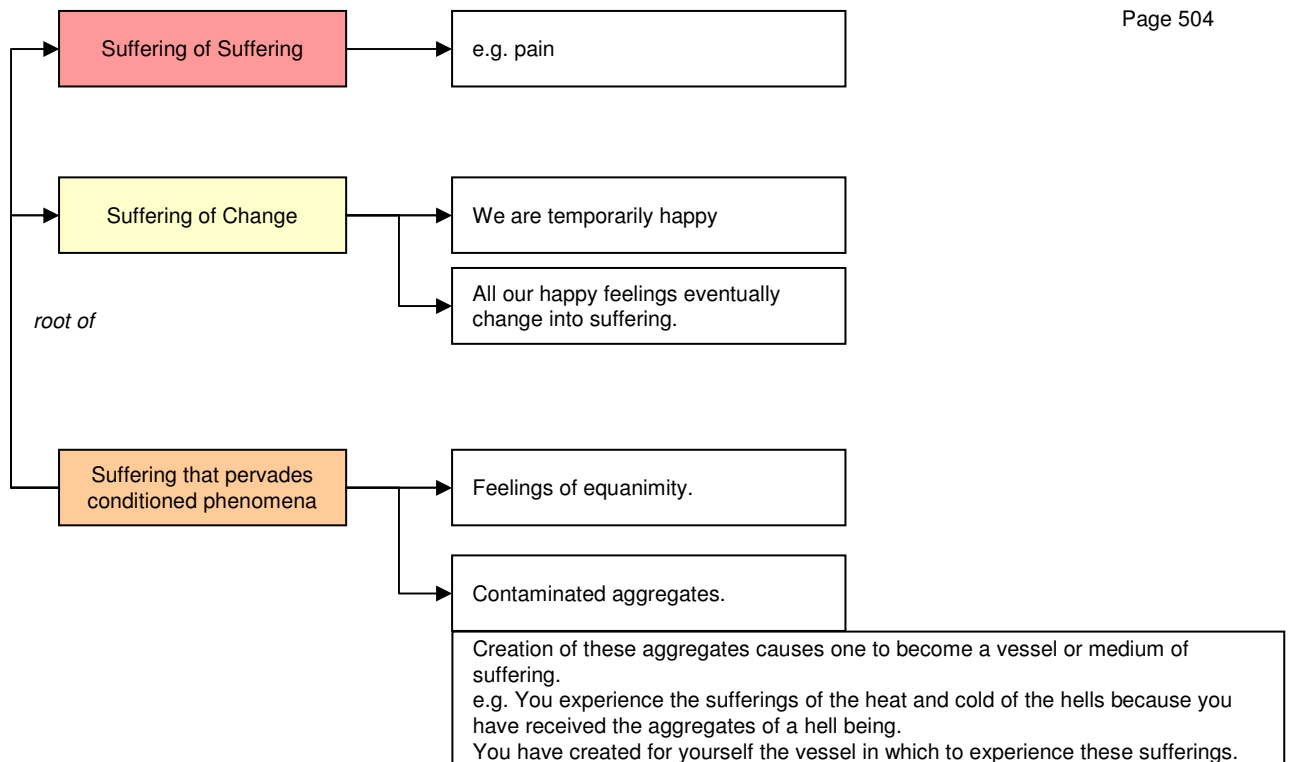 Page 504
Suffering of Suffering
e.g. pain
Suffering of Change
We are temporarily happy
All our happy feelings eventually
change into suffering.
root of
Suffering that pervades
conditioned phenomena
Feelings of equanimity.
Contaminated aggregates.
Creation of these aggregates causes one to become a vessel or medium of
suffering.
e.g. You experience the sufferings of the heat and cold of the hells because you
have received the aggregates of a hell being.
You have created for yourself the vessel in which to experience these sufferings.